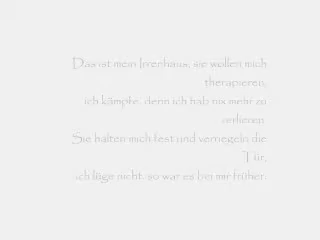 Das ist mein Irrenhaus, sie wollen mich
therapieren,
ich kämpfe, denn ich hab nix mehr zu
verlieren.
Sie halten mich fest und verriegeln die
Tür,
ich lüge nicht, so war es bei mir früher.